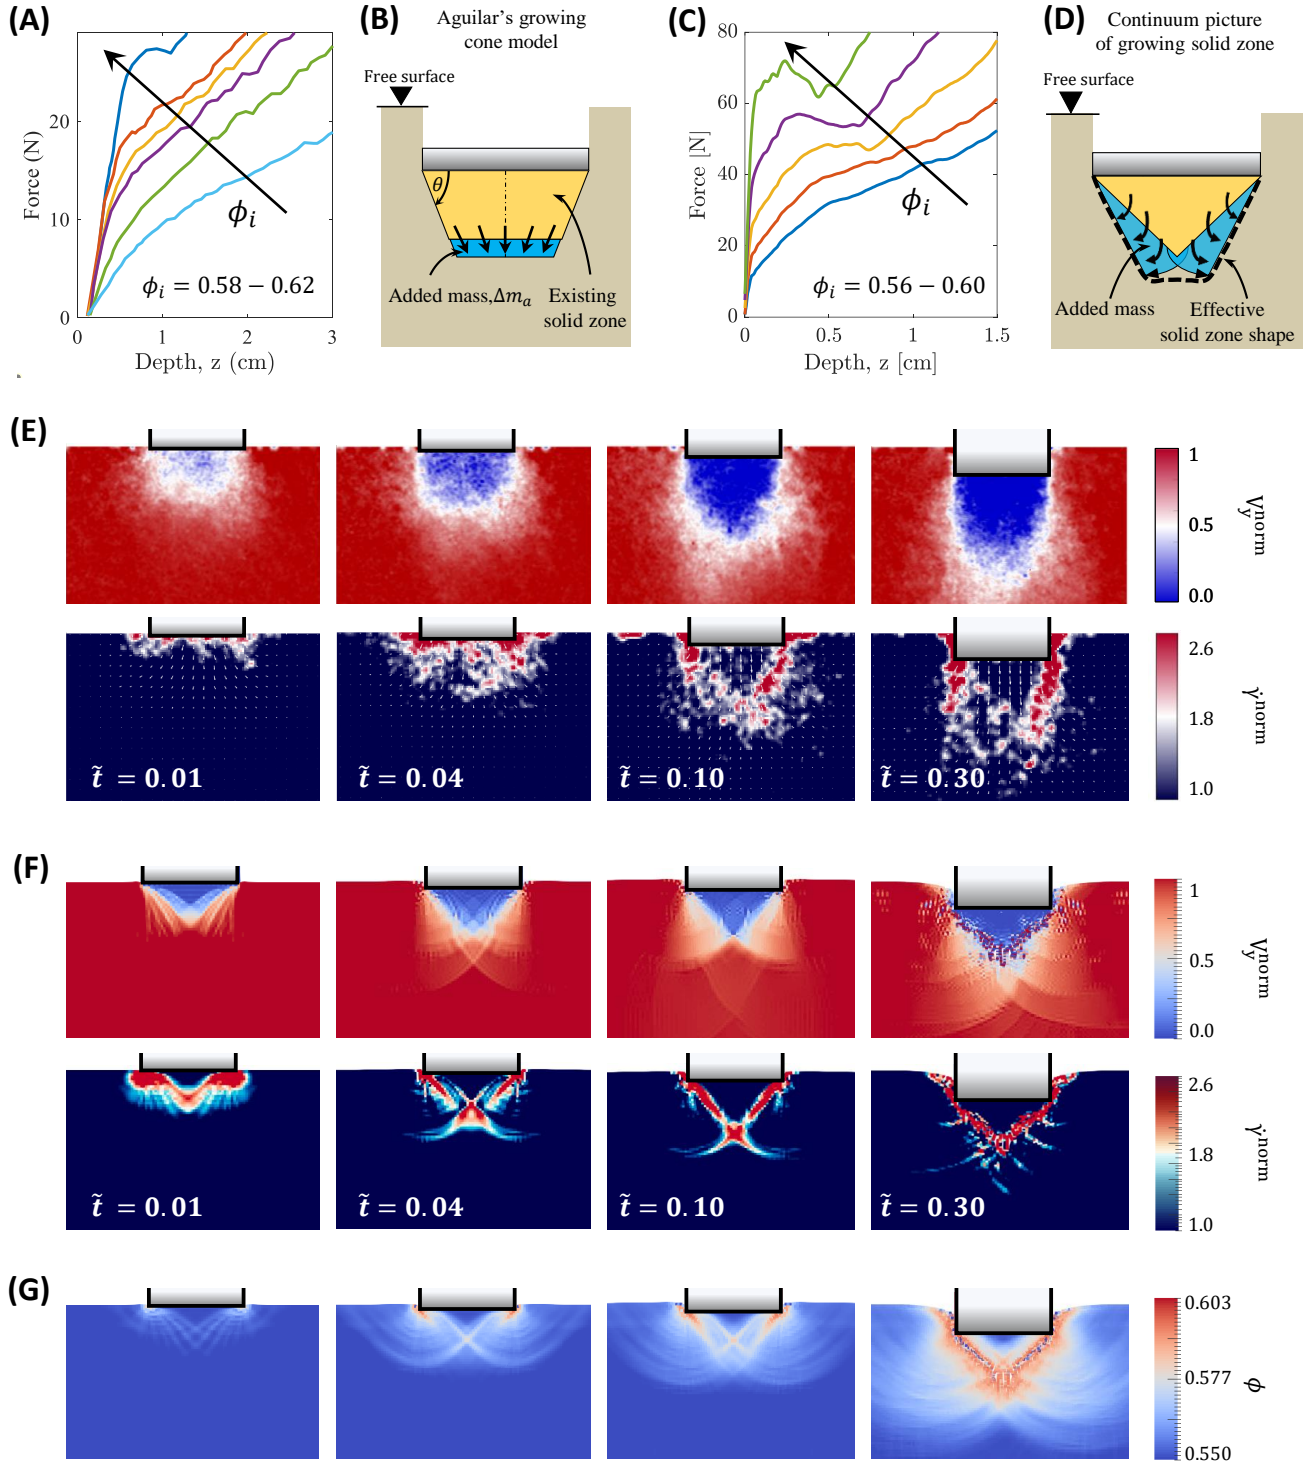 (A)
Force (N)
20
10
0
0
1
2
3
Depth, z (cm)
ϕi
ϕi = 0.58 − 0.62
(B)
Aguilar's growing
cone model
Free surface
θ
Added mass,Δma
Existing
solid zone
(C)
Force [N]
80
60
40
20
0
0
0.5
1
1.5
Depth, z [cm]
ϕi
ϕi = 0.56 − 0.60
(D)
Continuum picture
of growing solid zone
Free surface
Added mass
Effective
solid zone shape
(E)
1
0.5
0.0
Vy^norm
t̃ = 0.01
t̃ = 0.04
t̃ = 0.10
t̃ = 0.30
2.6
1.8
1.0
γ̇^norm
(F)
1
0.5
0.0
Vy^norm
t̃ = 0.01
t̃ = 0.04
t̃ = 0.10
t̃ = 0.30
2.6
1.8
1.0
γ̇^norm
(G)
0.603
0.577
0.550
ϕ